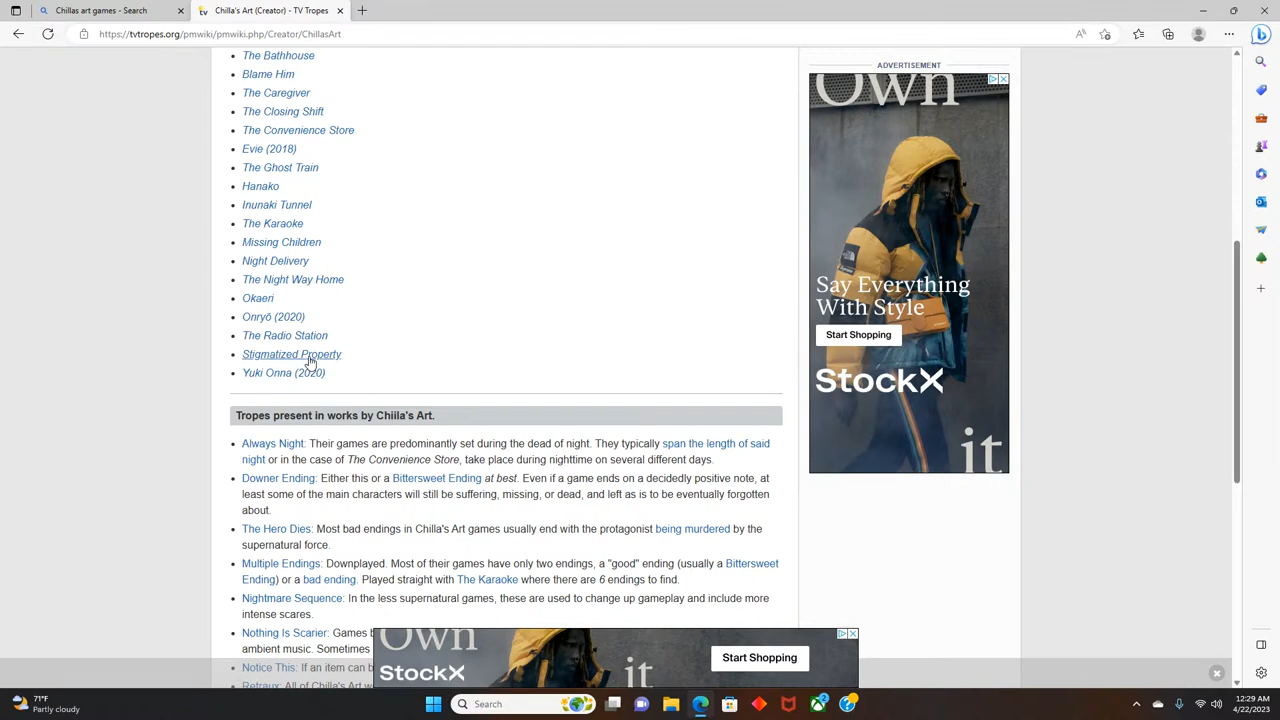 Chillas art games - Search
Chilla's Art (Creator) - TV Tropes
https://tvtropes.org/pmwiki/pmwiki.php/Creator/ChillasArt
The Bathhouse
Blame Him
The Caregiver
The Closing Shift
The Convenience Store
Evie (2018)
The Ghost Train
Hanako
Inunaki Tunnel
The Karaoke
Missing Children
Night Delivery
The Night Way Home
Okaeri
Onryō (2020)
The Radio Station
Stigmatized Property
Yuki Onna (2020)
Tropes present in works by Chiila's Art.
Always Night: Their games are predominantly set during the dead of night. They typically span the length of said
night or in the case of The Convenience Store, take place during nighttime on several different days.
Downer Ending: Either this or a Bittersweet Ending at best. Even if a game ends on a decidedly positive note, at
least some of the main characters will still be suffering, missing, or dead, and left as is to be eventually forgotten
about.
The Hero Dies: Most bad endings in Chilla's Art games usually end with the protagonist being murdered by the
supernatural force.
Multiple Endings: Downplayed. Most of their games have only two endings, a "good" ending (usually a Bittersweet
Ending) or a bad ending. Played straight with The Karaoke where there are 6 endings to find.
Nightmare Sequence: In the less supernatural games, these are used to change up gameplay and include more
intense scares.
Nothing Is Scarier: Games
ambient music. Sometimes
Notice This: If an item can b
Retraux: All of Chilla's Art w
ADVERTISEMENT
Own
Say Everything
With Style
Start Shopping
StockX
it
Own
StockX
it
Start Shopping
71°F
Partly cloudy
Search
12:29 AM
4/22/2023